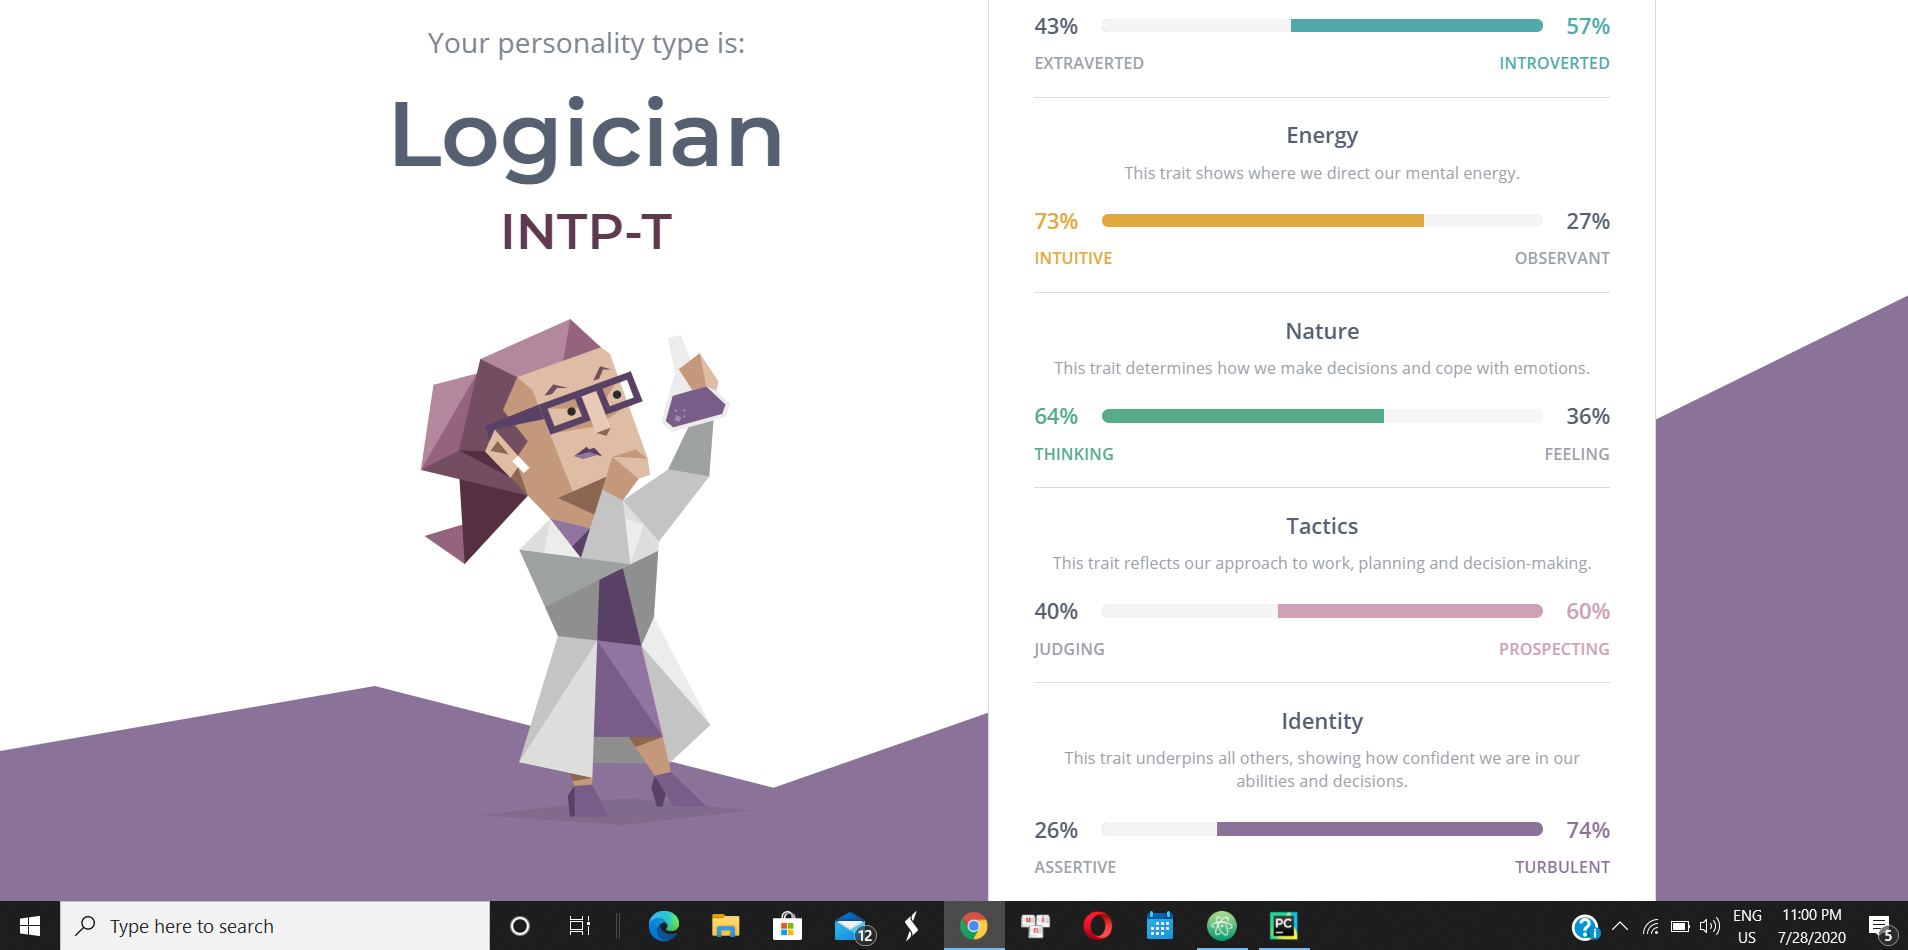 Your personality type is:
Logician
INTP-T
43%
57%
EXTRAVERTED
INTROVERTED
Energy
This trait shows where we direct our mental energy.
73%
27%
INTUITIVE
OBSERVANT
Nature
This trait determines how we make decisions and cope with emotions.
64%
36%
THINKING
FEELING
Tactics
This trait reflects our approach to work, planning and decision-making.
40%
60%
JUDGING
PROSPECTING
Identity
This trait underpins all others, showing how confident we are in our
abilities and decisions.
26%
74%
ASSERTIVE
TURBULENT
Type here to search
12
PC
ENG
US
11:00 PM
7/28/2020
5